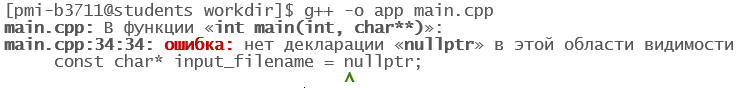 [pmi-b3711@students workdir]$ g++ -o app main.cpp
main.cpp: В функции «int main(int, char**)»:
main.cpp:34:34: ошибка: нет декларации «nullptr» в этой области видимости
const char* input_filename = nullptr;
^